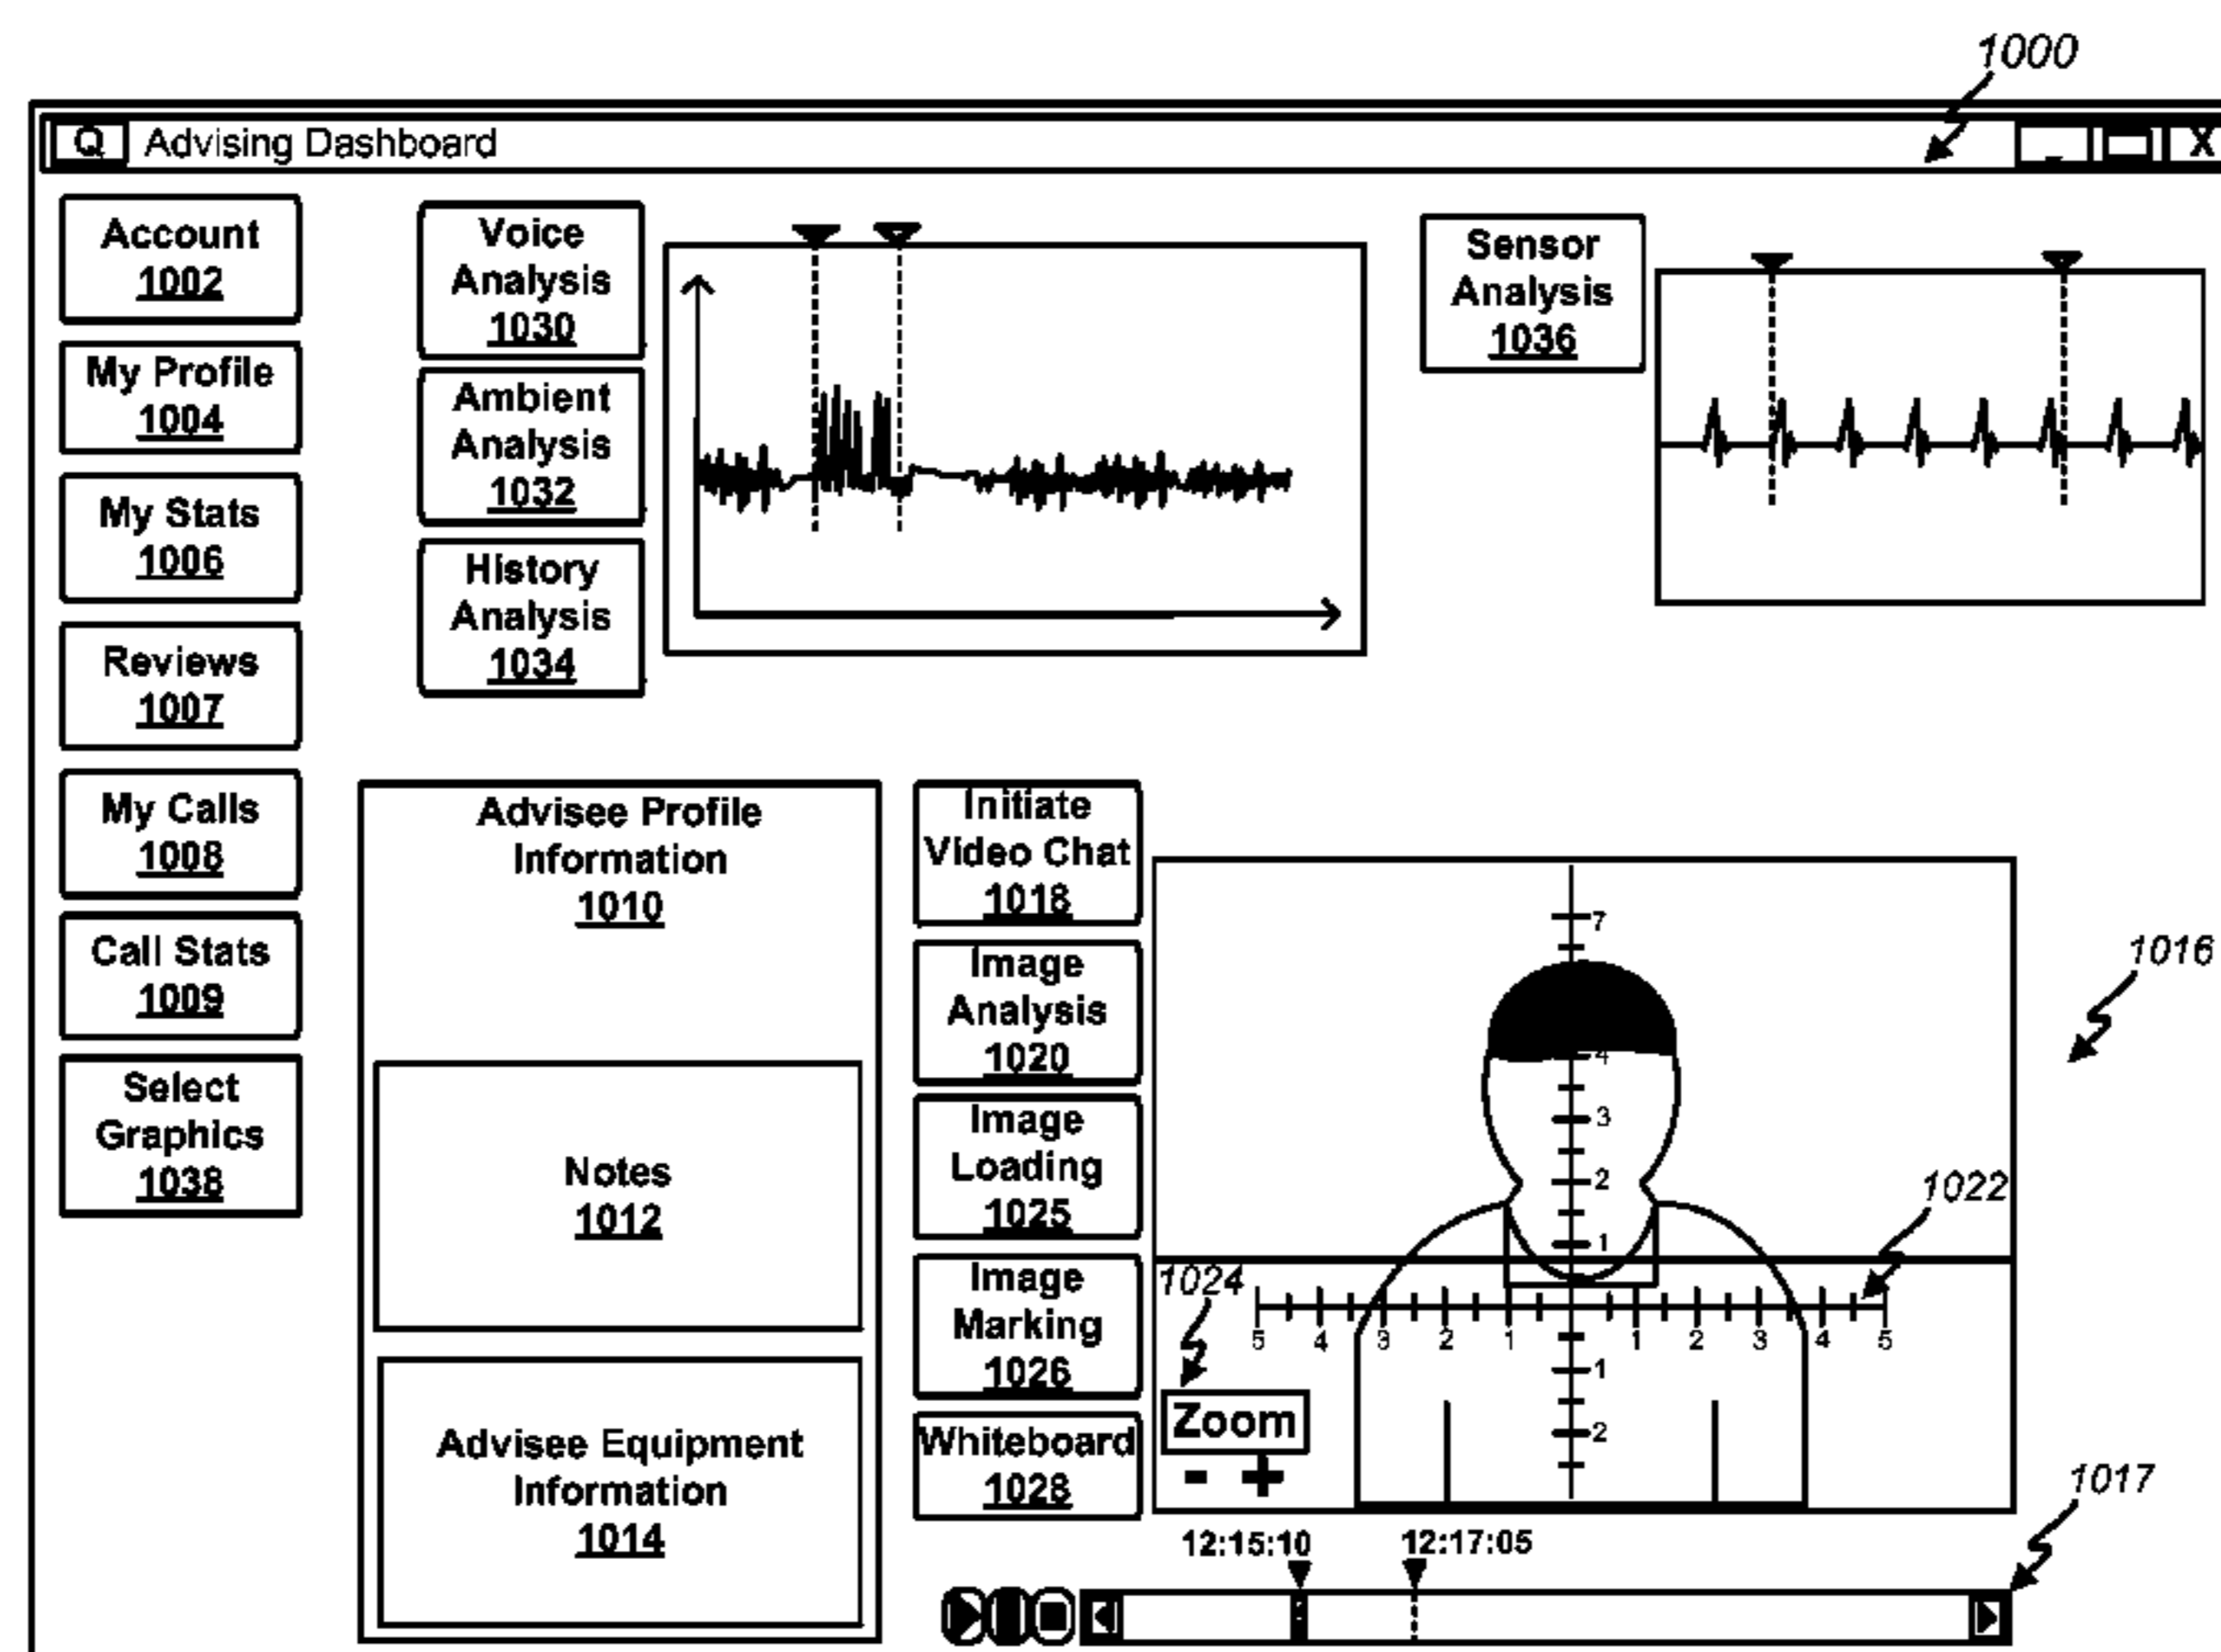 1000
Q Advising Dashboard
X
Account
1002
My Profile
1004
My Stats
1006
Reviews
1007
My Calls
1008
Call Stats
1009
Select
Graphics
1038
Voice
Analysis
1030
Ambient
Analysis
1032
History
Analysis
1034
Sensor
Analysis
1036
Advisee Profile
Information
1010
Notes
1012
Advisee Equipment
Information
1014
Initiate
Video Chat
1018
Image
Analysis
1020
Image
Loading
1025
Image
Marking
1026
Whiteboard
1028
1016
7
4
3
2
1
1022
1024
5 4 3 2 1 1 2 3 4 5
1
2
Zoom
- +
1017
12:15:10 12:17:05